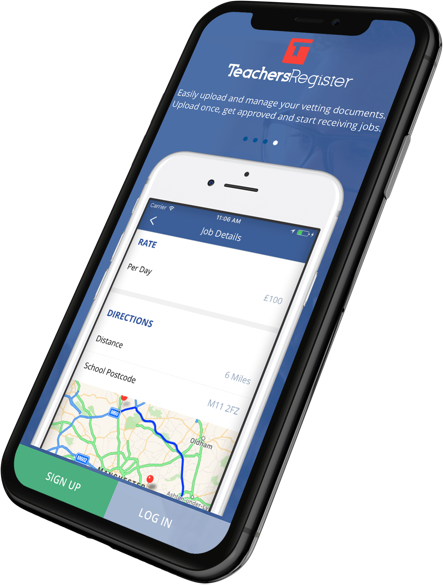 TeachersRegister
Easily upload and manage your vetting documents.
Upload once, get approved and start receiving jobs.
Carrier
11:06 AM
Job Details
RATE
Per Day
£100
DIRECTIONS
Distance
6 Miles
School Postcode
M11 2FZ
Oldham
SIGN UP
LOG IN